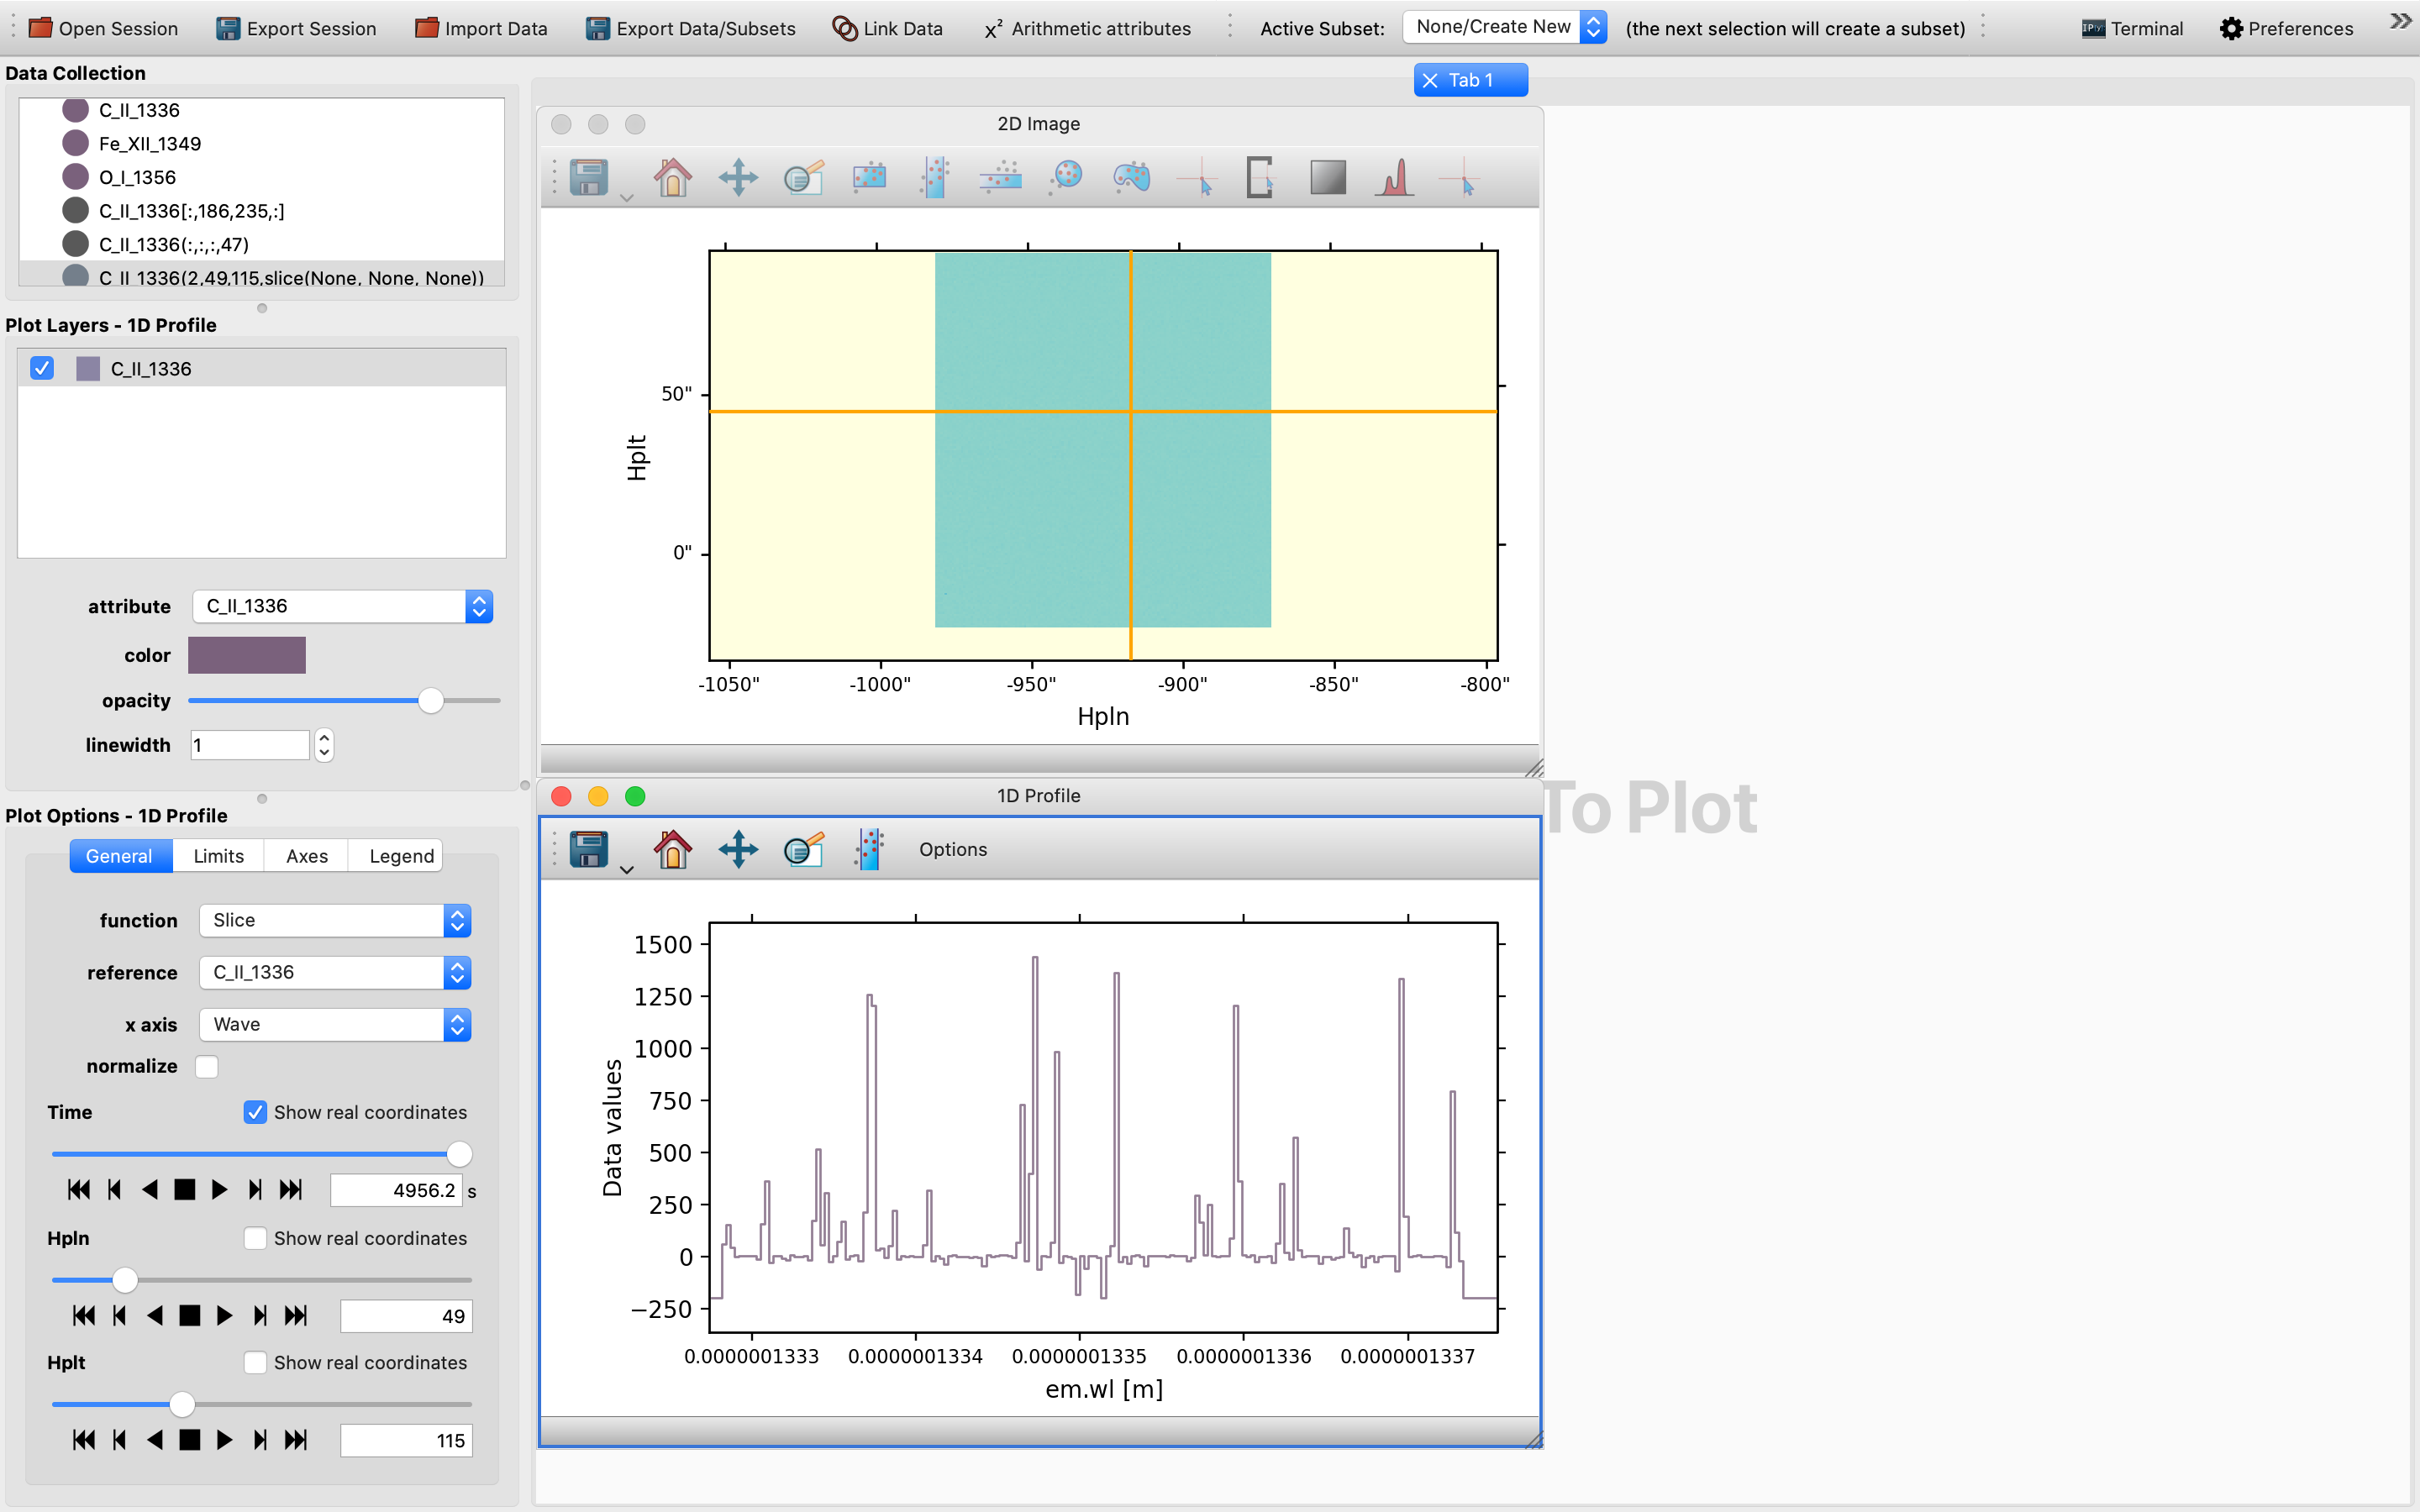 Open Session Export Session Import Data Export Data/Subsets Link Data x² Arithmetic attributes Active Subset: None/Create New (the next selection will create a subset) IP[y]: Terminal Preferences »
Data Collection
C_II_1336
Fe_XII_1349
O_I_1356
C_II_1336[:,186,235,:]
C_II_1336(:,:,:,47)
C_II_1336(2,49,115,slice(None, None, None))
Plot Layers - 1D Profile
C_II_1336
attribute C_II_1336
color
opacity
linewidth 1
Plot Options - 1D Profile
General Limits Axes Legend
function Slice
reference C_II_1336
x axis Wave
normalize
Time Show real coordinates
4956.2 s
Hpln Show real coordinates
49
Hplt Show real coordinates
115
Tab 1
2D Image
50"
0"
Hplt
-1050" -1000" -950" -900" -850" -800"
Hpln
To Plot
1D Profile
Options
1500
1250
1000
750
500
250
0
−250
Data values
0.0000001333 0.0000001334 0.0000001335 0.0000001336 0.0000001337
em.wl [m]